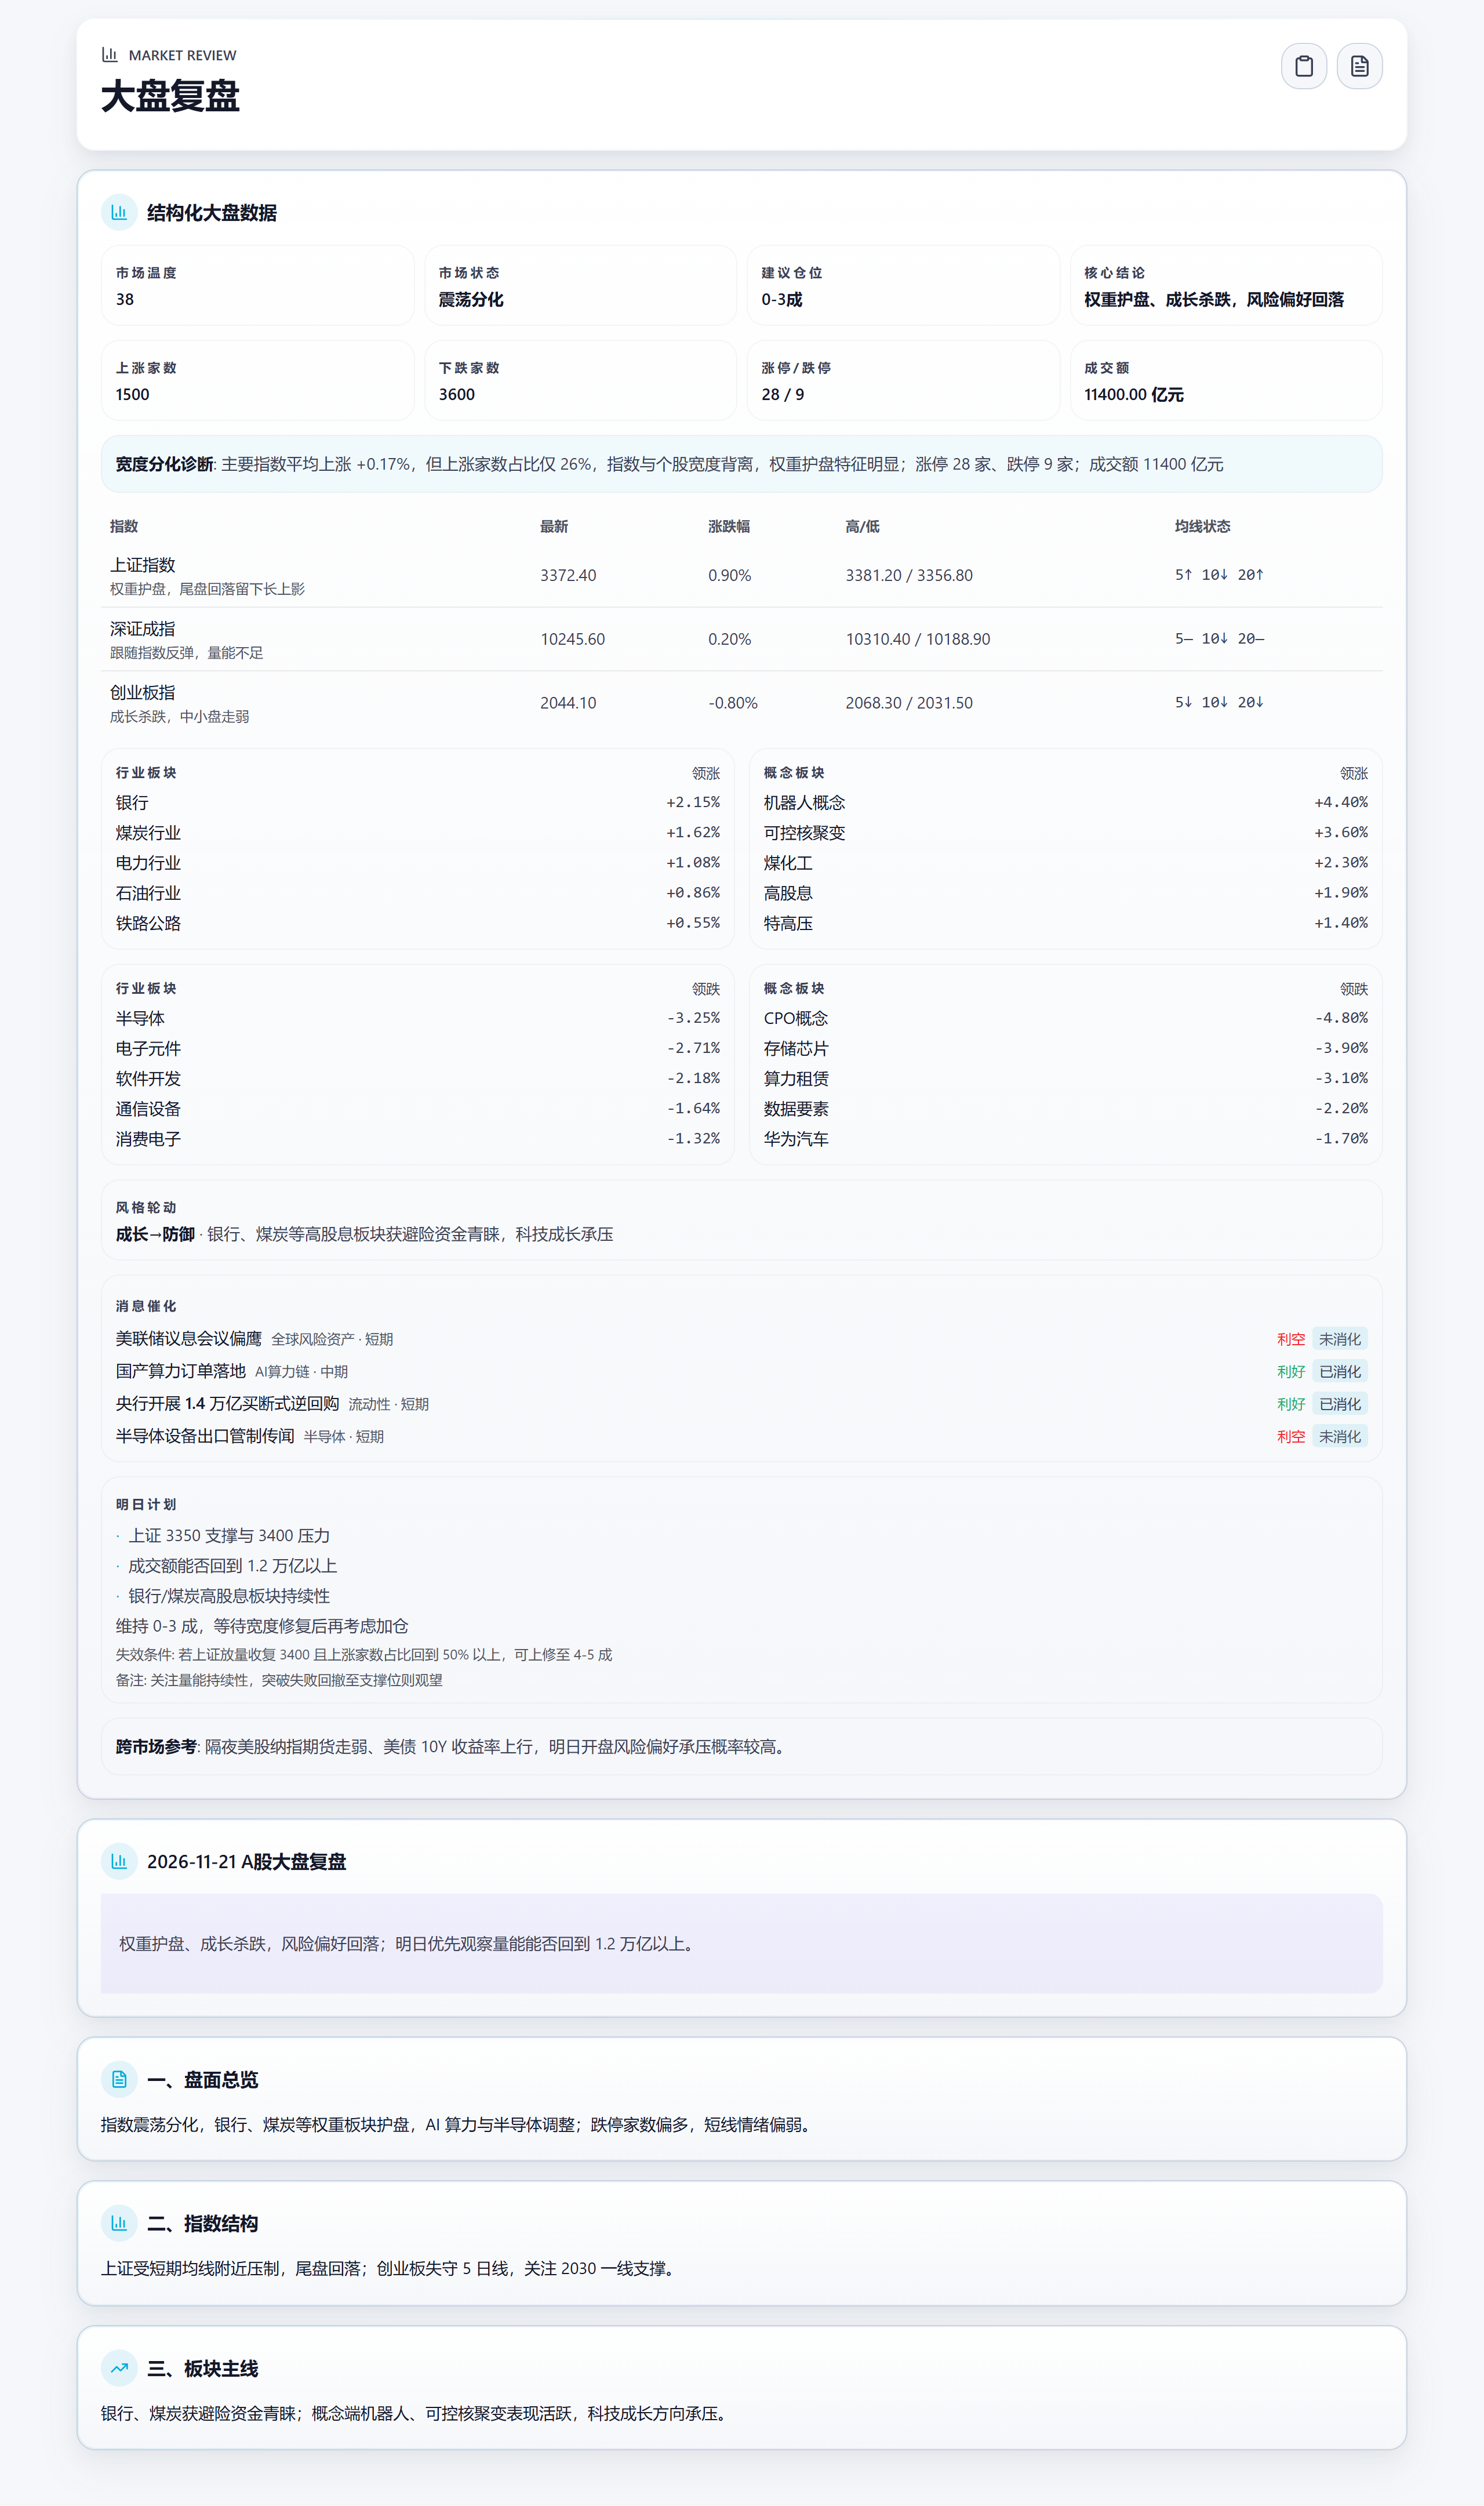 MARKET REVIEW
大盘复盘
结构化大盘数据
市场温度
38
市场状态
震荡分化
建议仓位
0-3成
核心结论
权重护盘、成长杀跌，风险偏好回落
上涨家数
1500
下跌家数
3600
涨停/跌停
28 / 9
成交额
11400.00 亿元
宽度分化诊断: 主要指数平均上涨 +0.17%，但上涨家数占比仅 26%，指数与个股宽度背离，权重护盘特征明显；涨停 28 家、跌停 9 家；成交额 11400 亿元
指数 最新 涨跌幅 高/低 均线状态
上证指数
权重护盘，尾盘回落留下长上影
3372.40 0.90% 3381.20 / 3356.80 5↑ 10↓ 20↑
深证成指
跟随指数反弹，量能不足
10245.60 0.20% 10310.40 / 10188.90 5— 10↓ 20—
创业板指
成长杀跌，中小盘走弱
2044.10 -0.80% 2068.30 / 2031.50 5↓ 10↓ 20↓
行业板块 领涨
银行 +2.15%
煤炭行业 +1.62%
电力行业 +1.08%
石油行业 +0.86%
铁路公路 +0.55%
概念板块 领涨
机器人概念 +4.40%
可控核聚变 +3.60%
煤化工 +2.30%
高股息 +1.90%
特高压 +1.40%
行业板块 领跌
半导体 -3.25%
电子元件 -2.71%
软件开发 -2.18%
通信设备 -1.64%
消费电子 -1.32%
概念板块 领跌
CPO概念 -4.80%
存储芯片 -3.90%
算力租赁 -3.10%
数据要素 -2.20%
华为汽车 -1.70%
风格轮动
成长→防御 · 银行、煤炭等高股息板块获避险资金青睐，科技成长承压
消息催化
美联储议息会议偏鹰 全球风险资产 · 短期 利空 未消化
国产算力订单落地 AI算力链 · 中期 利好 已消化
央行开展 1.4 万亿买断式逆回购 流动性 · 短期 利好 已消化
半导体设备出口管制传闻 半导体 · 短期 利空 未消化
明日计划
· 上证 3350 支撑与 3400 压力
· 成交额能否回到 1.2 万亿以上
· 银行/煤炭高股息板块持续性
维持 0-3 成，等待宽度修复后再考虑加仓
失效条件: 若上证放量收复 3400 且上涨家数占比回到 50% 以上，可上修至 4-5 成
备注: 关注量能持续性，突破失败回撤至支撑位则观望
跨市场参考: 隔夜美股纳指期货走弱、美债 10Y 收益率上行，明日开盘风险偏好承压概率较高。
2026-11-21 A股大盘复盘
权重护盘、成长杀跌，风险偏好回落；明日优先观察量能能否回到 1.2 万亿以上。
一、盘面总览
指数震荡分化，银行、煤炭等权重板块护盘，AI 算力与半导体调整；跌停家数偏多，短线情绪偏弱。
二、指数结构
上证受短期均线附近压制，尾盘回落；创业板失守 5 日线，关注 2030 一线支撑。
三、板块主线
银行、煤炭获避险资金青睐；概念端机器人、可控核聚变表现活跃，科技成长方向承压。